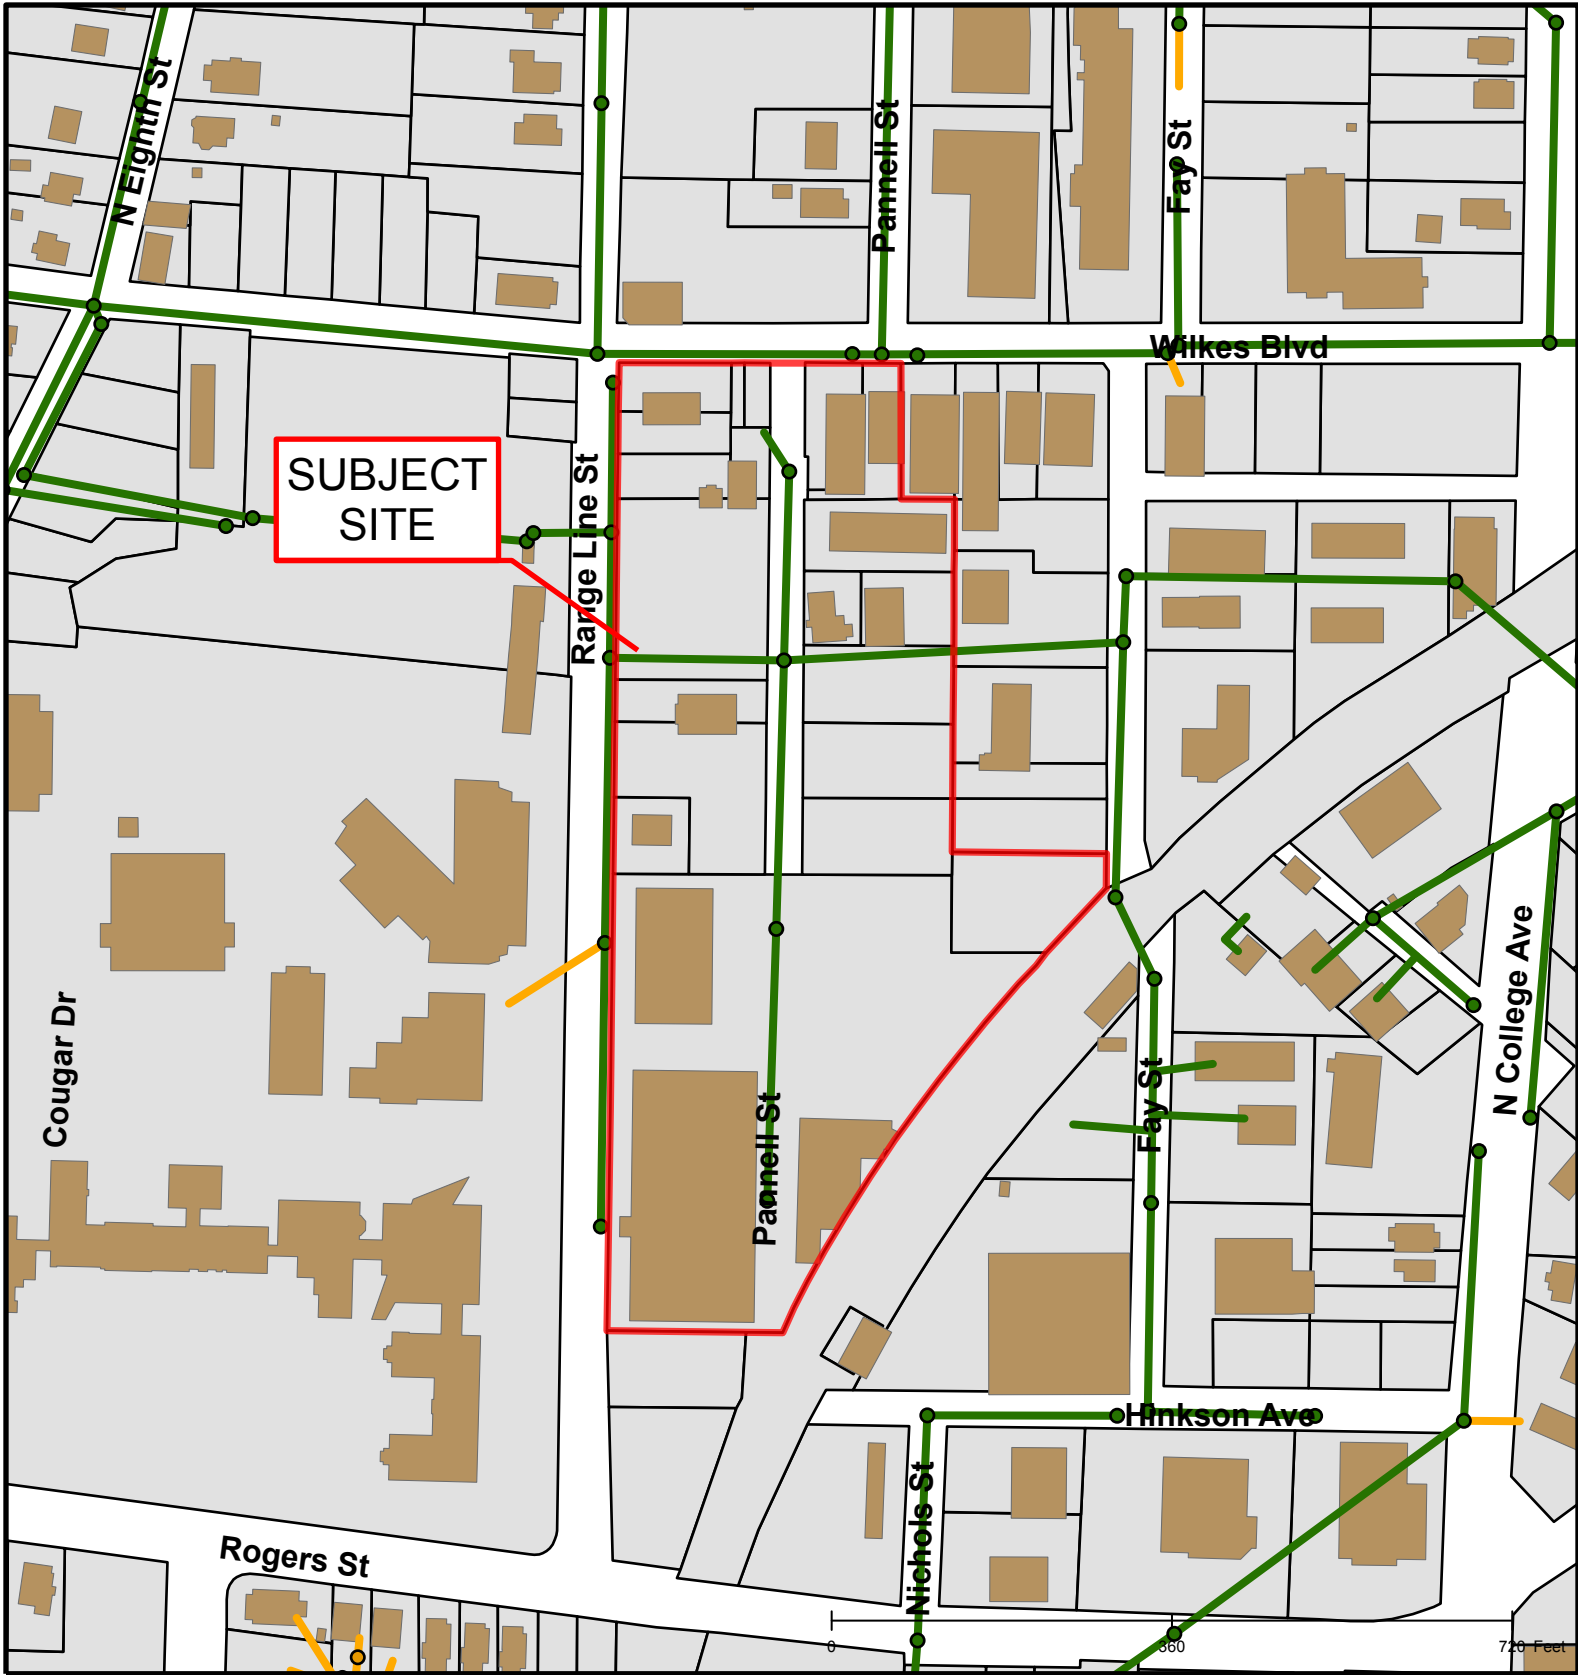 N Eighth St
Pannell St
Fay St
Wilkes Blvd
SUBJECT
SITE
Range Line St
Cougar Dr
N College Ave
Pannell St
Fay St
Hinkson Ave
Nichols St
Rogers St
0 360 720 Feet